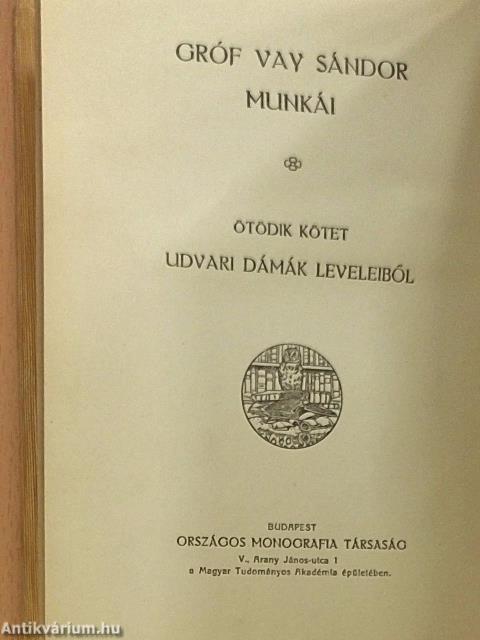 GRÓF VAY SÁNDOR
MUNKÁI
ÖTÖDIK KÖTET
UDVARI DÁMÁK LEVELEIBŐL
BUDAPEST
ORSZÁGOS MONOGRAFIA TÁRSASÁG
V., Arany János-utca 1
a Magyar Tudományos Akadémia épületében.
Antikvárium.hu